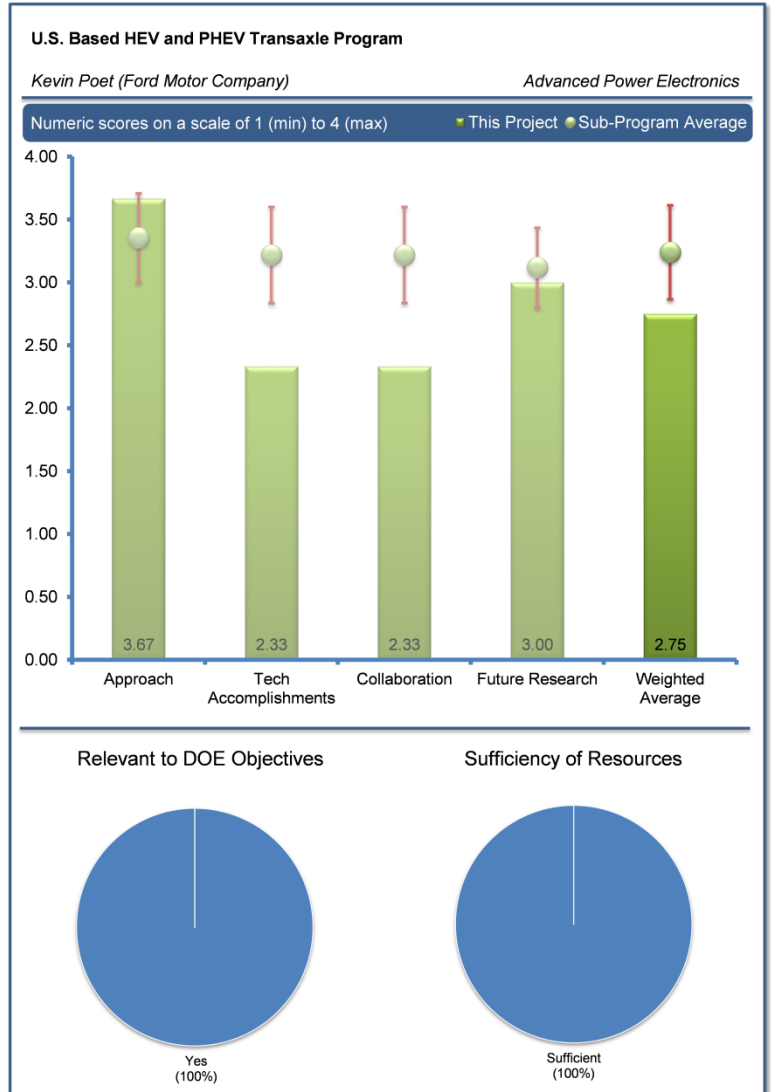 U.S. Based HEV and PHEV Transaxle Program
Kevin Poet (Ford Motor Company) Advanced Power Electronics
Numeric scores on a scale of 1 (min) to 4 (max) This Project Sub-Program Average
4.00
3.50
3.00
2.50
2.00
1.50
1.00
0.50
0.00
3.67 2.33 2.33 3.00 2.75
Approach Tech Collaboration Future Research Weighted
Accomplishments Average
Relevant to DOE Objectives Sufficiency of Resources
Yes Sufficient
(100%) (100%)